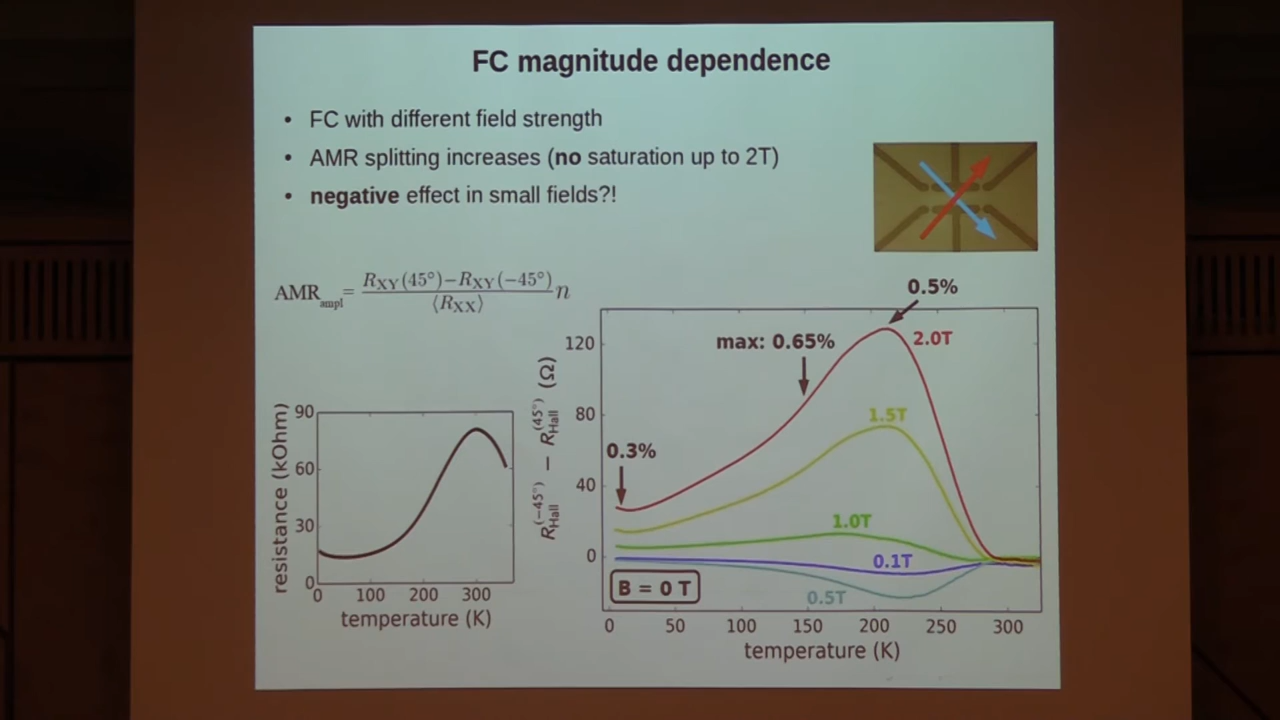 FC magnitude dependence
• FC with different field strength
• AMR splitting increases (no saturation up to 2T)
• negative effect in small fields?!
AMR_ampl = (R_XY(45°)−R_XY(−45°))/⟨R_XX⟩ n
resistance (kOhm)
90
60
30
0
0 100 200 300
temperature (K)
R_Hall^(−45°) − R_Hall^(45°) (Ω)
120
80
40
0
0.5%
max: 0.65%
2.0T
1.5T
0.3%
1.0T
0.1T
0.5T
B = 0 T
0 50 100 150 200 250 300
temperature (K)